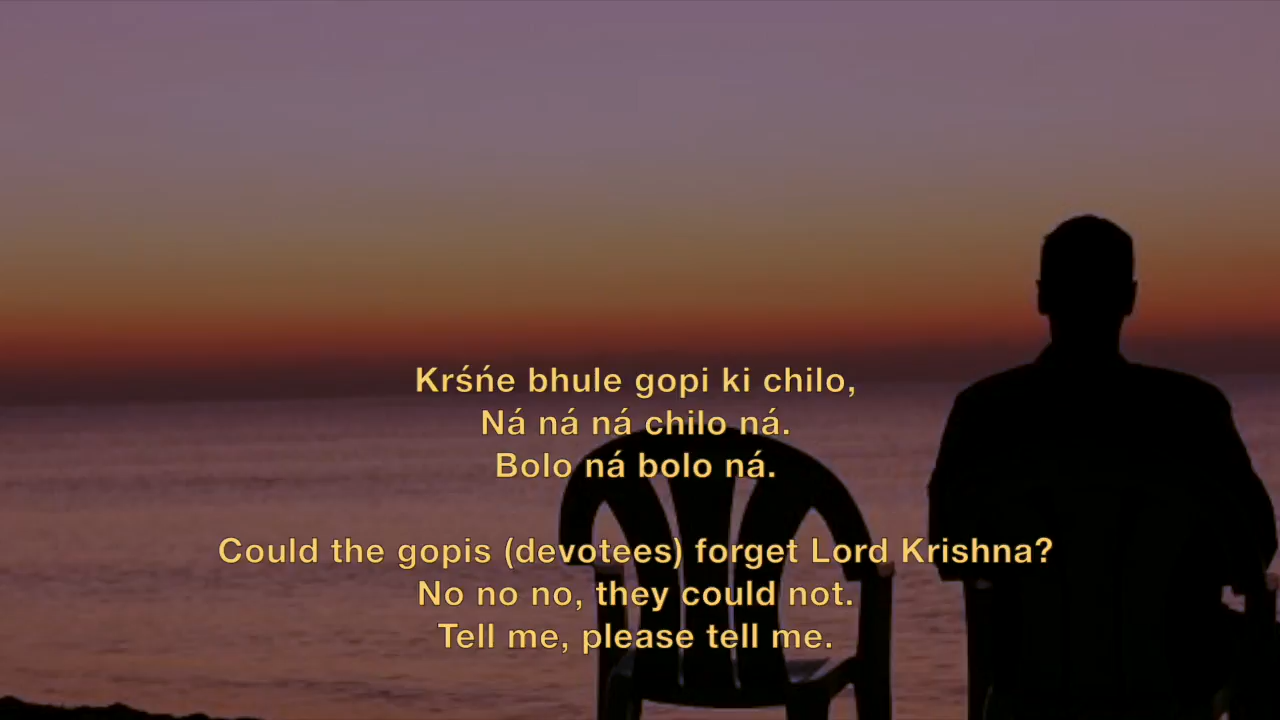 Krśńe bhule gopi ki chilo,
Ná ná ná chilo ná.
Bolo ná bolo ná.
Could the gopis (devotees) forget Lord Krishna?
No no no, they could not.
Tell me, please tell me.